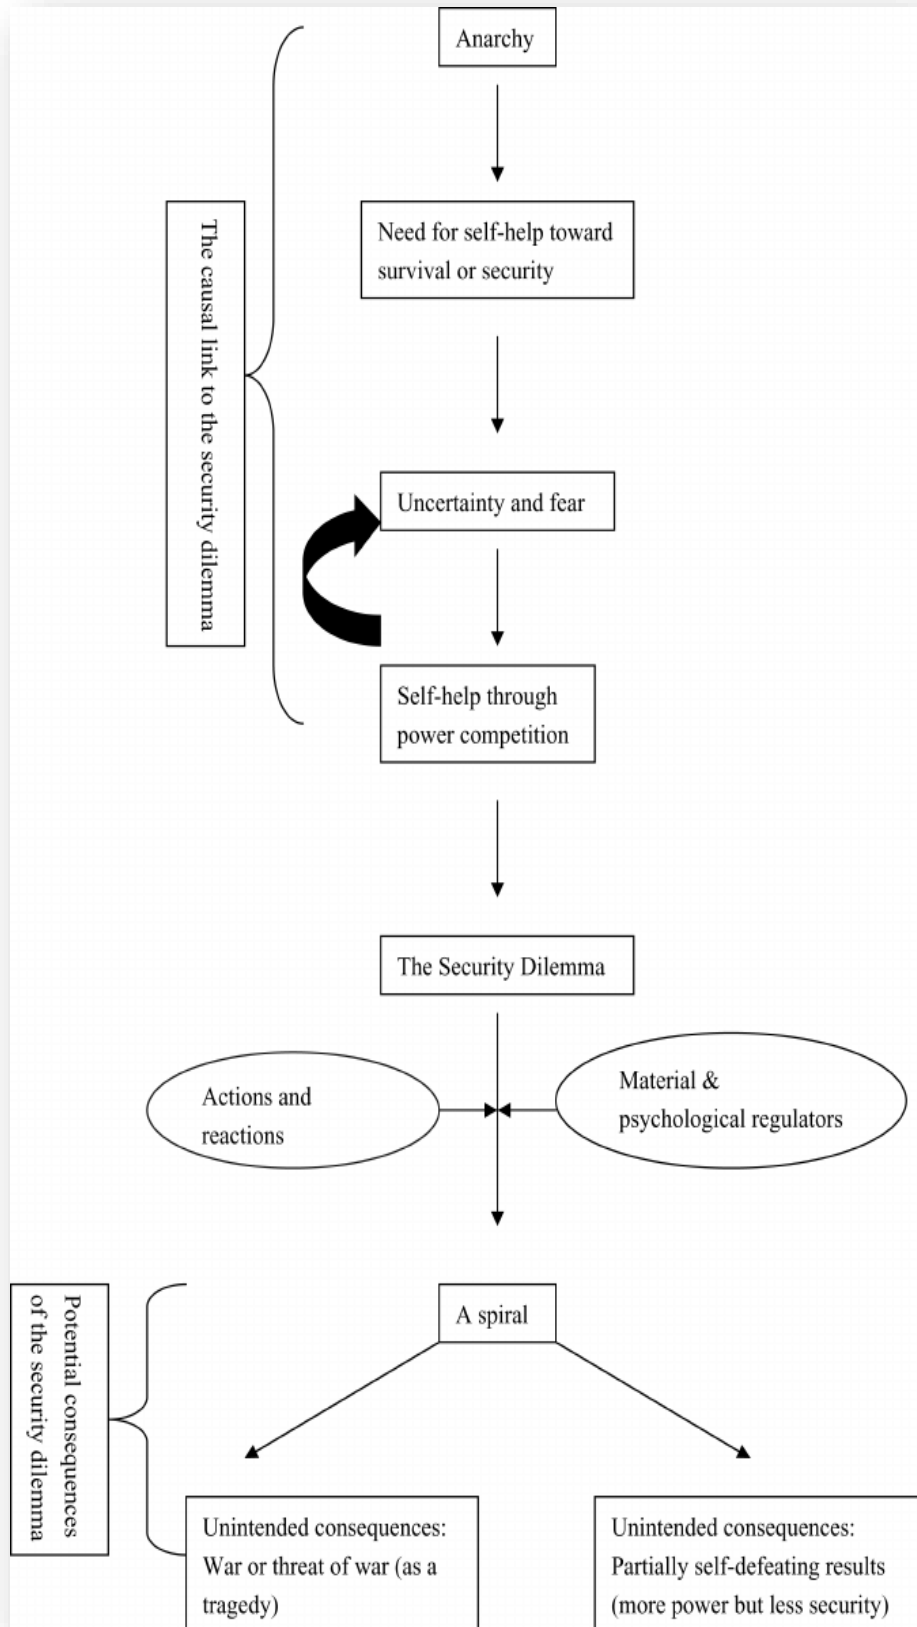 Anarchy
Need for self-help toward
survival or security
The causal link to the security dilemma
Uncertainty and fear
Self-help through
power competition
The Security Dilemma
Actions and
reactions
Material &
psychological regulators
Potential consequences
of the security dilemma
A spiral
Unintended consequences:
War or threat of war (as a
tragedy)
Unintended consequences:
Partially self-defeating results
(more power but less security)